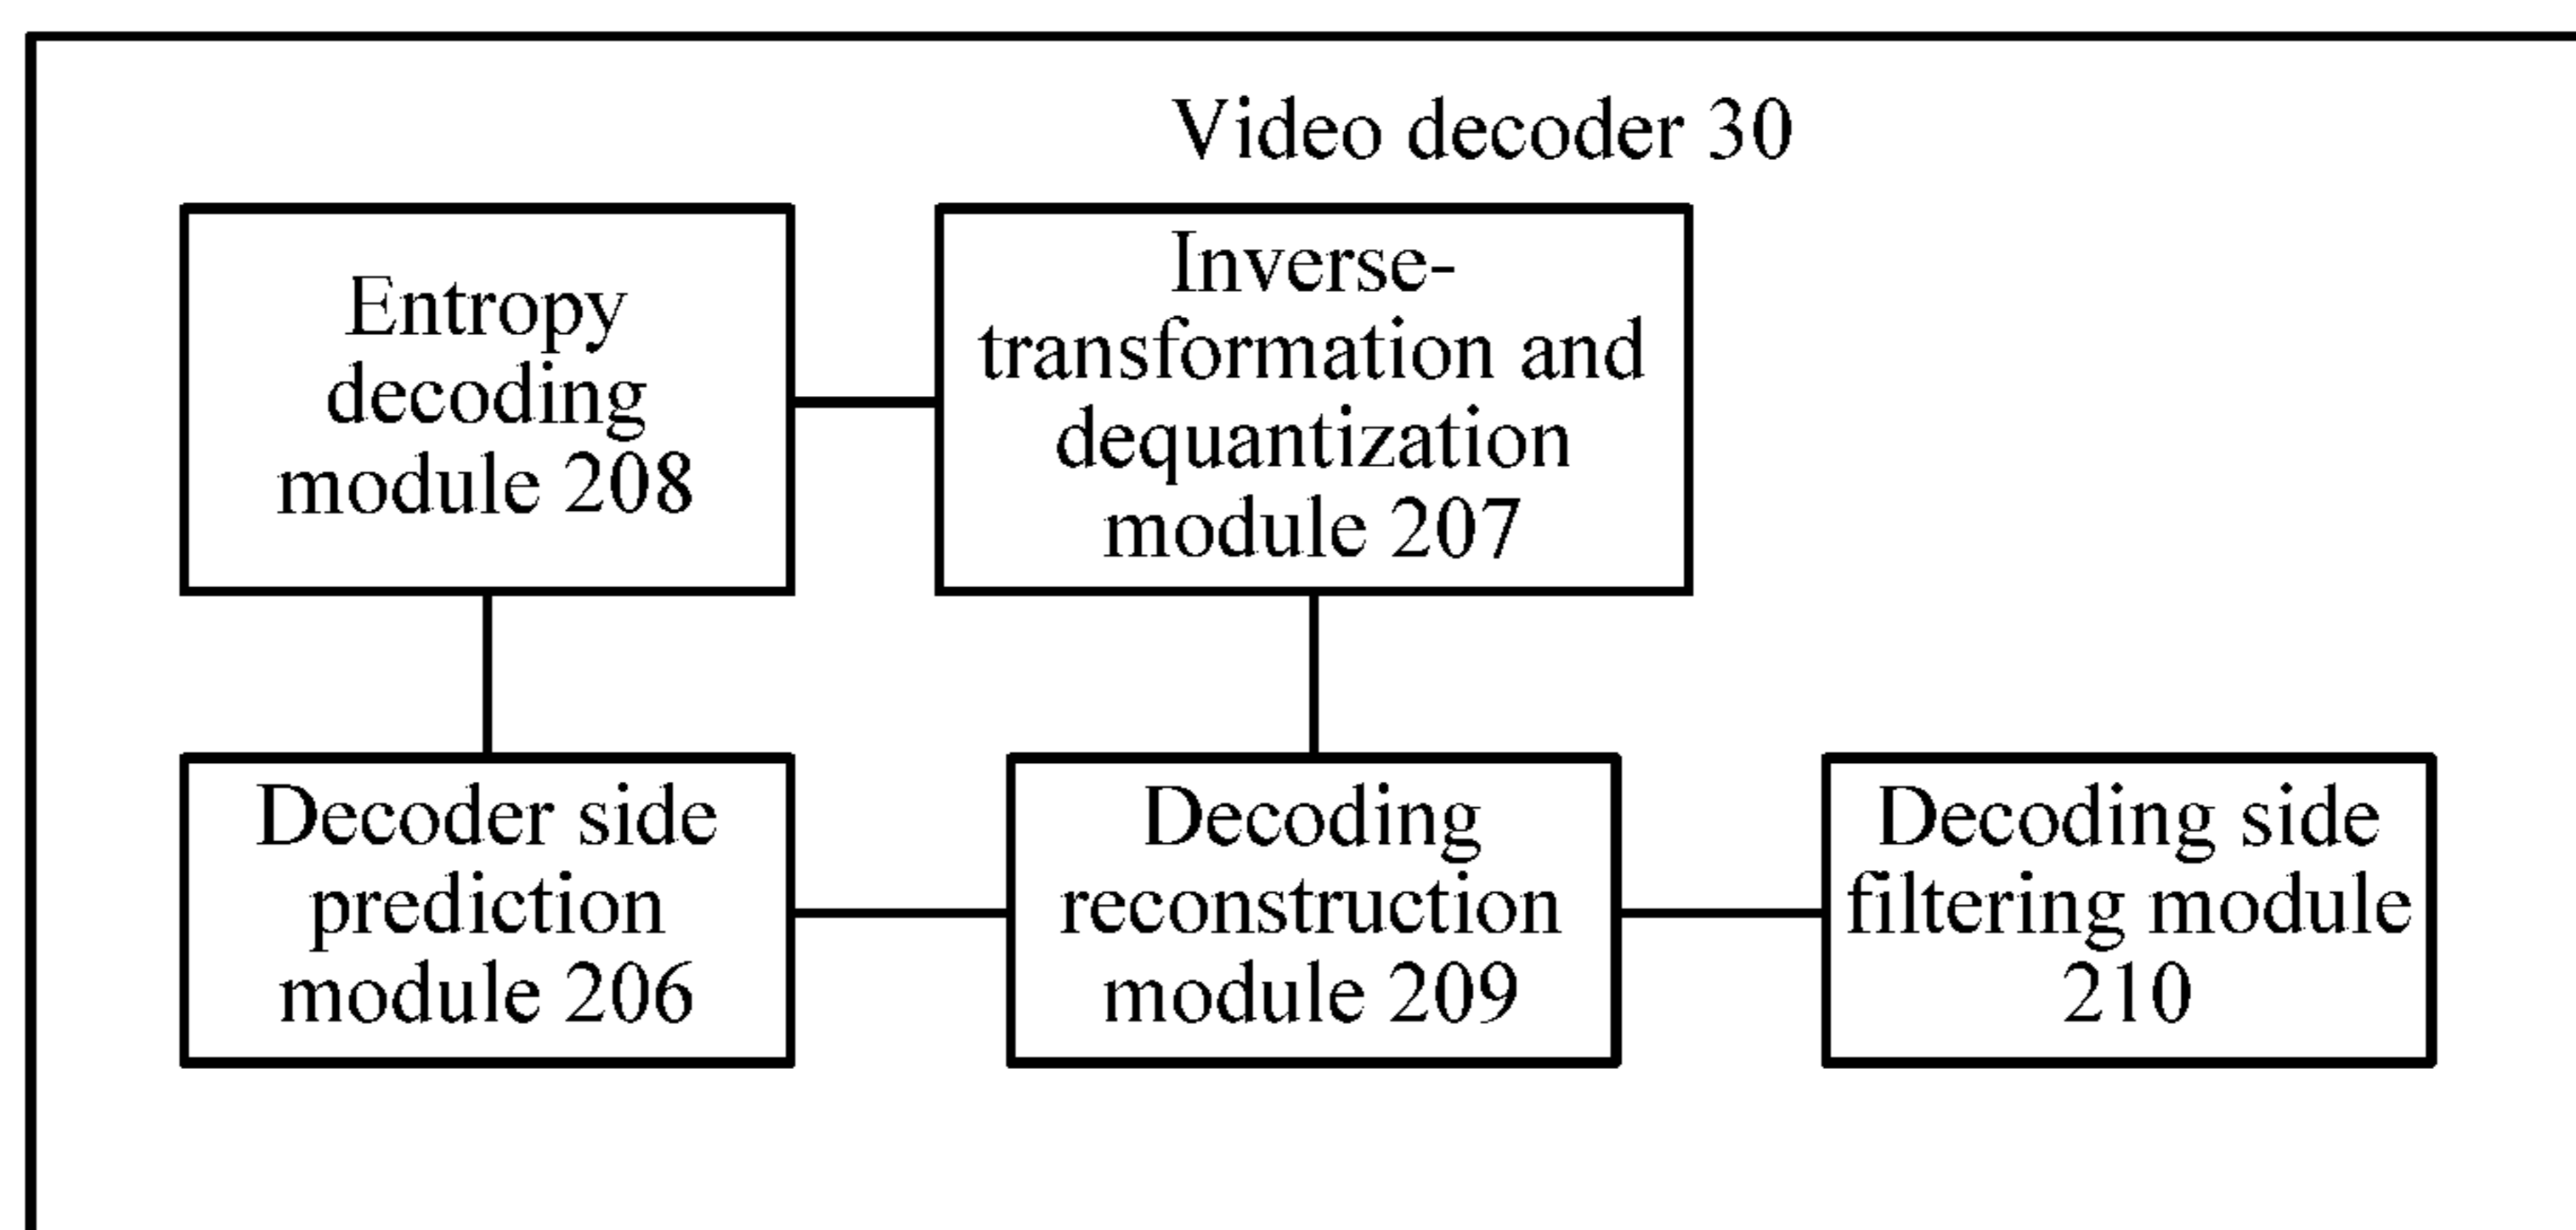 Video decoder 30
Entropy
decoding
module 208
Inverse-
transformation and
dequantization
module 207
Decoder side
prediction
module 206
Decoding
reconstruction
module 209
Decoding side
filtering module
210